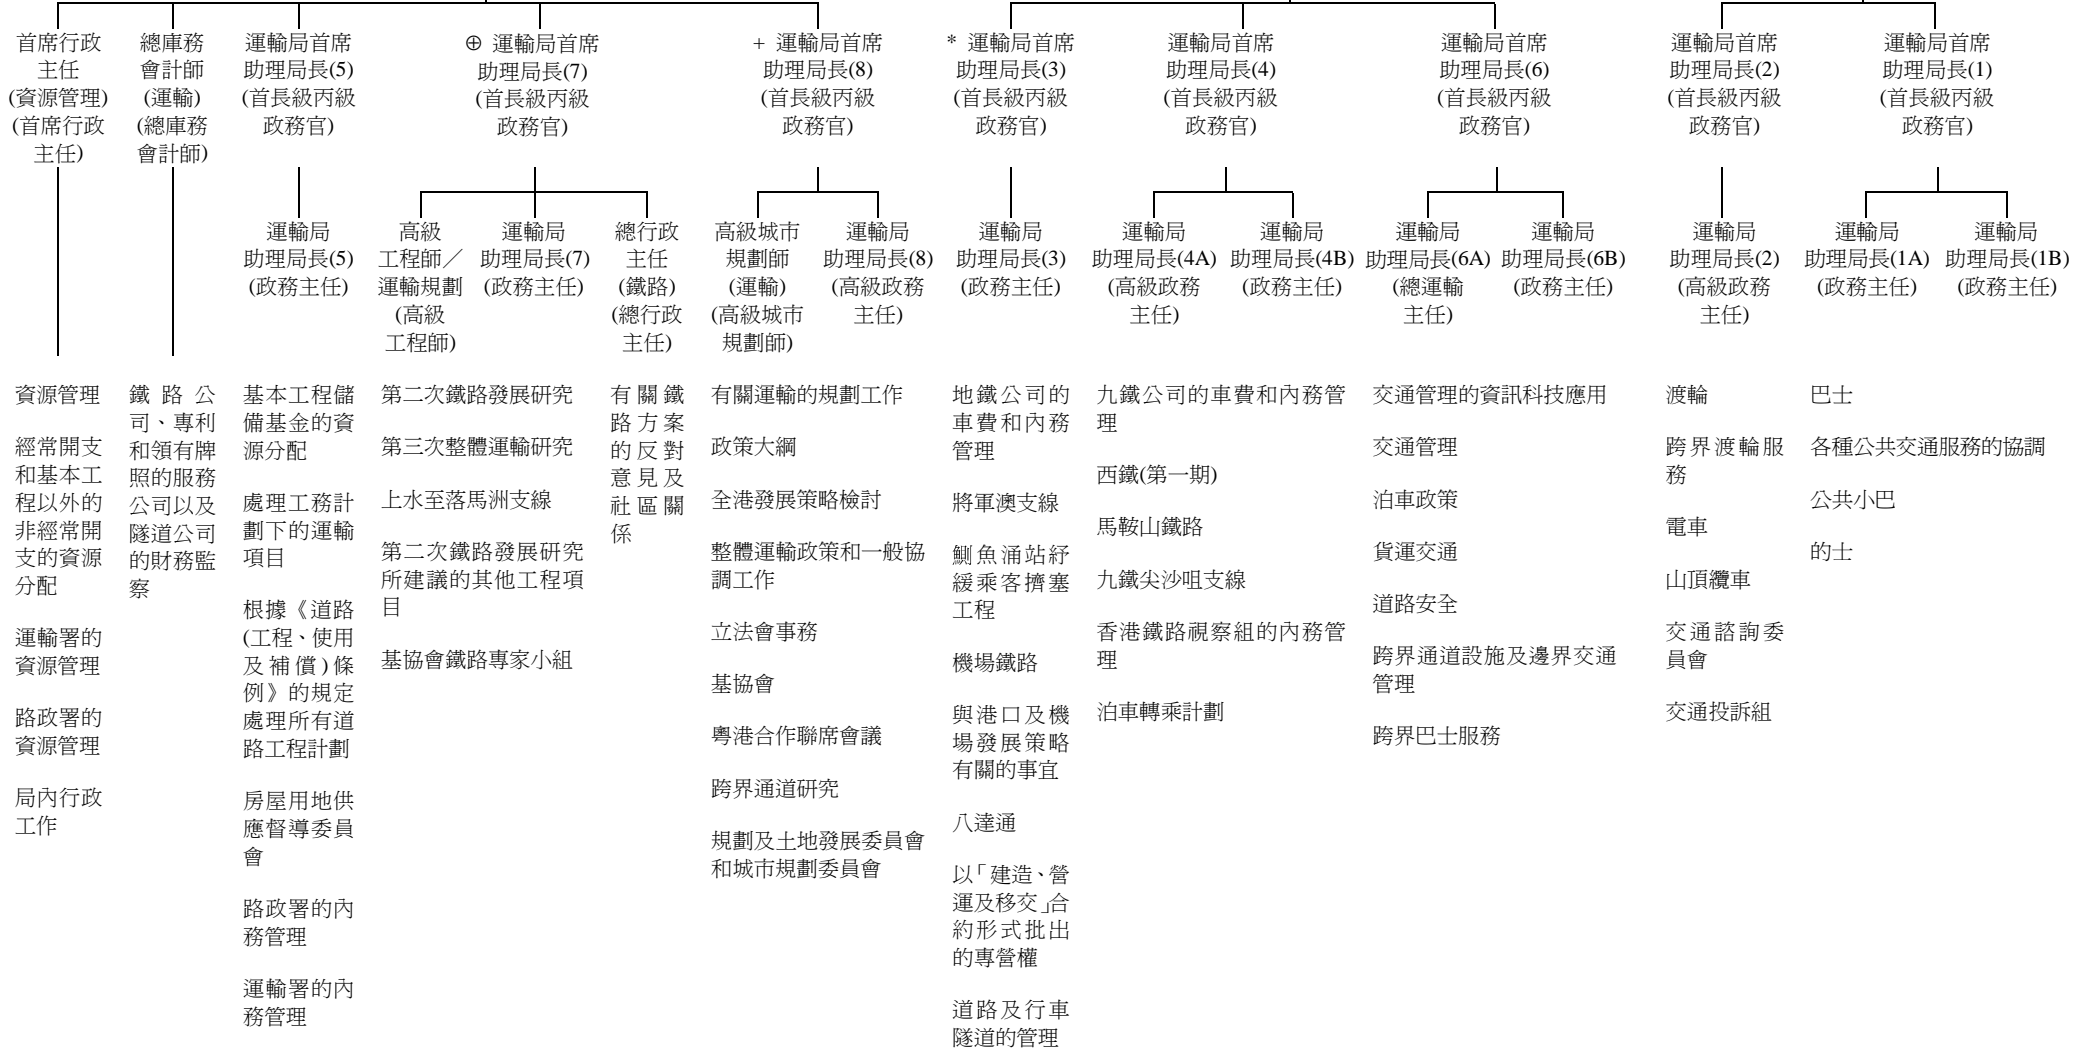 首席行政
主任
(資源管理)
(首席行政
主任)
總庫務
會計師
(運輸)
(總庫務
會計師)
運輸局首席
助理局長(5)
(首長級丙級
政務官)
⊕ 運輸局首席
助理局長(7)
(首長級丙級
政務官)
+ 運輸局首席
助理局長(8)
(首長級丙級
政務官)
* 運輸局首席
助理局長(3)
(首長級丙級
政務官)
運輸局首席
助理局長(4)
(首長級丙級
政務官)
運輸局首席
助理局長(6)
(首長級丙級
政務官)
運輸局首席
助理局長(2)
(首長級丙級
政務官)
運輸局首席
助理局長(1)
(首長級丙級
政務官)
運輸局
助理局長(5)
(政務主任)
高級
工程師／
運輸規劃
(高級
工程師)
運輸局
助理局長(7)
(政務主任)
總行政
主任
(鐵路)
(總行政
主任)
高級城市
規劃師
(運輸)
(高級城市
規劃師)
運輸局
助理局長(8)
(高級政務
主任)
運輸局
助理局長(3)
(政務主任)
運輸局
助理局長(4A)
(高級政務
主任)
運輸局
助理局長(4B)
(政務主任)
運輸局
助理局長(6A)
(總運輸
主任)
運輸局
助理局長(6B)
(政務主任)
運輸局
助理局長(2)
(高級政務
主任)
運輸局
助理局長(1A)
(政務主任)
運輸局
助理局長(1B)
(政務主任)
資源管理
經常開支
和基本工
程以外的
非經常開
支的資源
分配
運輸署的
資源管理
路政署的
資源管理
局內行政
工作
鐵路公
司、專利
和領有牌
照的服務
公司以及
隧道公司
的財務監
察
基本工程儲
備基金的資
源分配
處理工務計
劃下的運輸
項目
根據《道路
(工程、使用
及補償)條
例》的規定
處理所有道
路工程計劃
房屋用地供
應督導委員
會
路政署的內
務管理
運輸署的內
務管理
第二次鐵路發展研究
第三次整體運輸研究
上水至落馬洲支線
第二次鐵路發展研究
所建議的其他工程項
目
基協會鐵路專家小組
有關鐵
路方案
的反對
意見及
社區關
係
有關運輸的規劃工作
政策大綱
全港發展策略檢討
整體運輸政策和一般協
調工作
立法會事務
基協會
粵港合作聯席會議
跨界通道研究
規劃及土地發展委員會
和城市規劃委員會
地鐵公司的
車費和內務
管理
將軍澳支線
鰂魚涌站紓
緩乘客擠塞
工程
機場鐵路
與港口及機
場發展策略
有關的事宜
八達通
以「建造、營
運及移交」合
約形式批出
的專營權
道路及行車
隧道的管理
九鐵公司的車費和內務管
理
西鐵(第一期)
馬鞍山鐵路
九鐵尖沙咀支線
香港鐵路視察組的內務管
理
泊車轉乘計劃
交通管理的資訊科技應用
交通管理
泊車政策
貨運交通
道路安全
跨界通道設施及邊界交通
管理
跨界巴士服務
渡輪
跨界渡輪服
務
電車
山頂纜車
交通諮詢委
員會
交通投訴組
巴士
各種公共交通服務的協調
公共小巴
的士